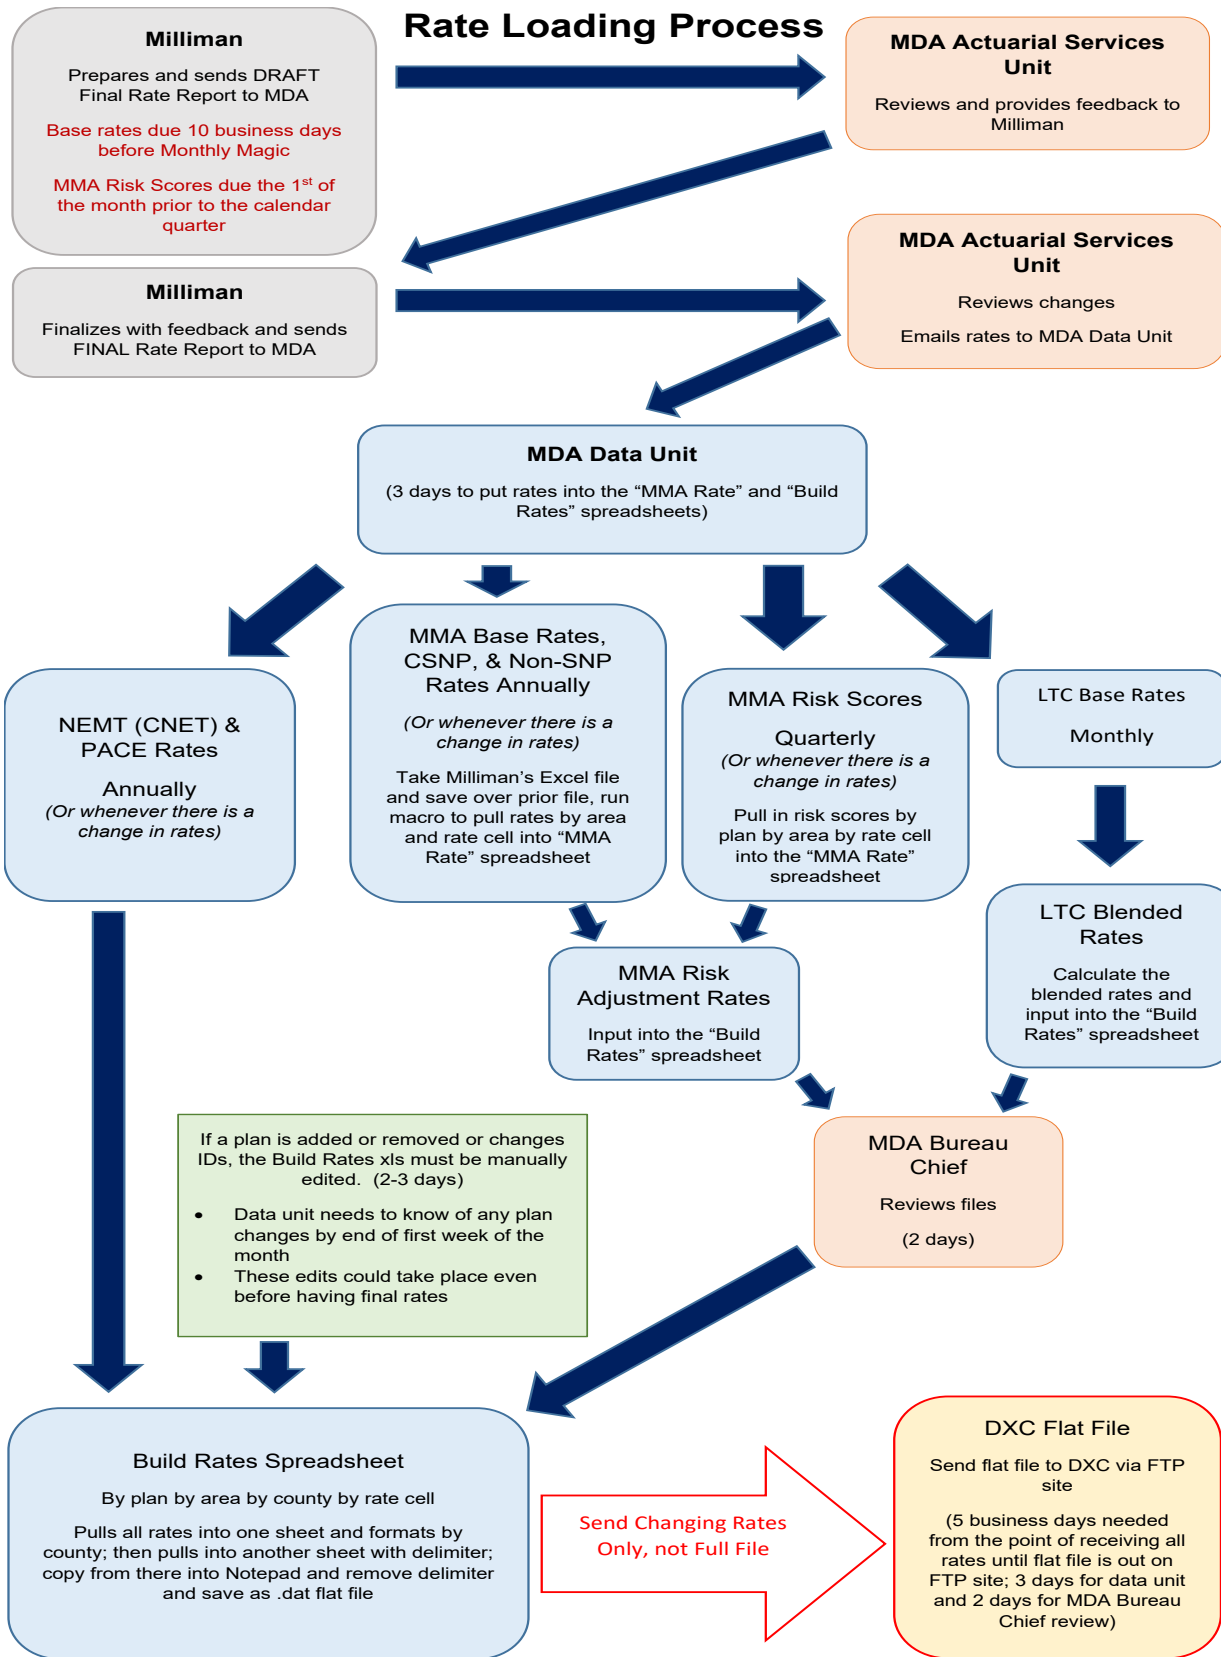 Rate Loading Process
Milliman
Prepares and sends DRAFT
Final Rate Report to MDA
Base rates due 10 business days
before Monthly Magic
MMA Risk Scores due the 1st of
the month prior to the calendar
quarter
MDA Actuarial Services
Unit
Reviews and provides feedback to
Milliman
Milliman
Finalizes with feedback and sends
FINAL Rate Report to MDA
MDA Actuarial Services
Unit
Reviews changes
Emails rates to MDA Data Unit
MDA Data Unit
(3 days to put rates into the “MMA Rate” and “Build
Rates” spreadsheets)
NEMT (CNET) &
PACE Rates
Annually
(Or whenever there is a
change in rates)
MMA Base Rates,
CSNP, & Non-SNP
Rates Annually
(Or whenever there is a
change in rates)
Take Milliman’s Excel file
and save over prior file, run
macro to pull rates by area
and rate cell into “MMA
Rate” spreadsheet
MMA Risk Scores
Quarterly
(Or whenever there is a
change in rates)
Pull in risk scores by
plan by area by rate cell
into the “MMA Rate”
spreadsheet
LTC Base Rates
Monthly
MMA Risk
Adjustment Rates
Input into the “Build
Rates” spreadsheet
LTC Blended
Rates
Calculate the
blended rates and
input into the “Build
Rates” spreadsheet
If a plan is added or removed or changes
IDs, the Build Rates xls must be manually
edited. (2-3 days)
• Data unit needs to know of any plan
changes by end of first week of the
month
• These edits could take place even
before having final rates
MDA Bureau
Chief
Reviews files
(2 days)
Build Rates Spreadsheet
By plan by area by county by rate cell
Pulls all rates into one sheet and formats by
county; then pulls into another sheet with delimiter;
copy from there into Notepad and remove delimiter
and save as .dat flat file
Send Changing Rates
Only, not Full File
DXC Flat File
Send flat file to DXC via FTP
site
(5 business days needed
from the point of receiving all
rates until flat file is out on
FTP site; 3 days for data unit
and 2 days for MDA Bureau
Chief review)